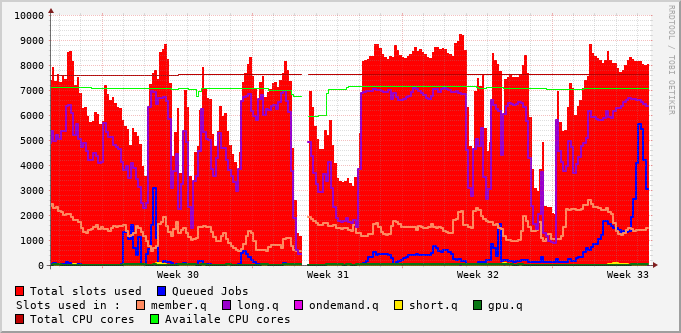 10000
9000
8000
7000
6000
5000
4000
3000
2000
1000
0
Week 30 Week 31 Week 32 Week 33
RRDTOOL / TOBI OETIKER
Total slots used Queued Jobs
Slots used in : member.q long.q ondemand.q short.q gpu.q
Total CPU cores Availale CPU cores